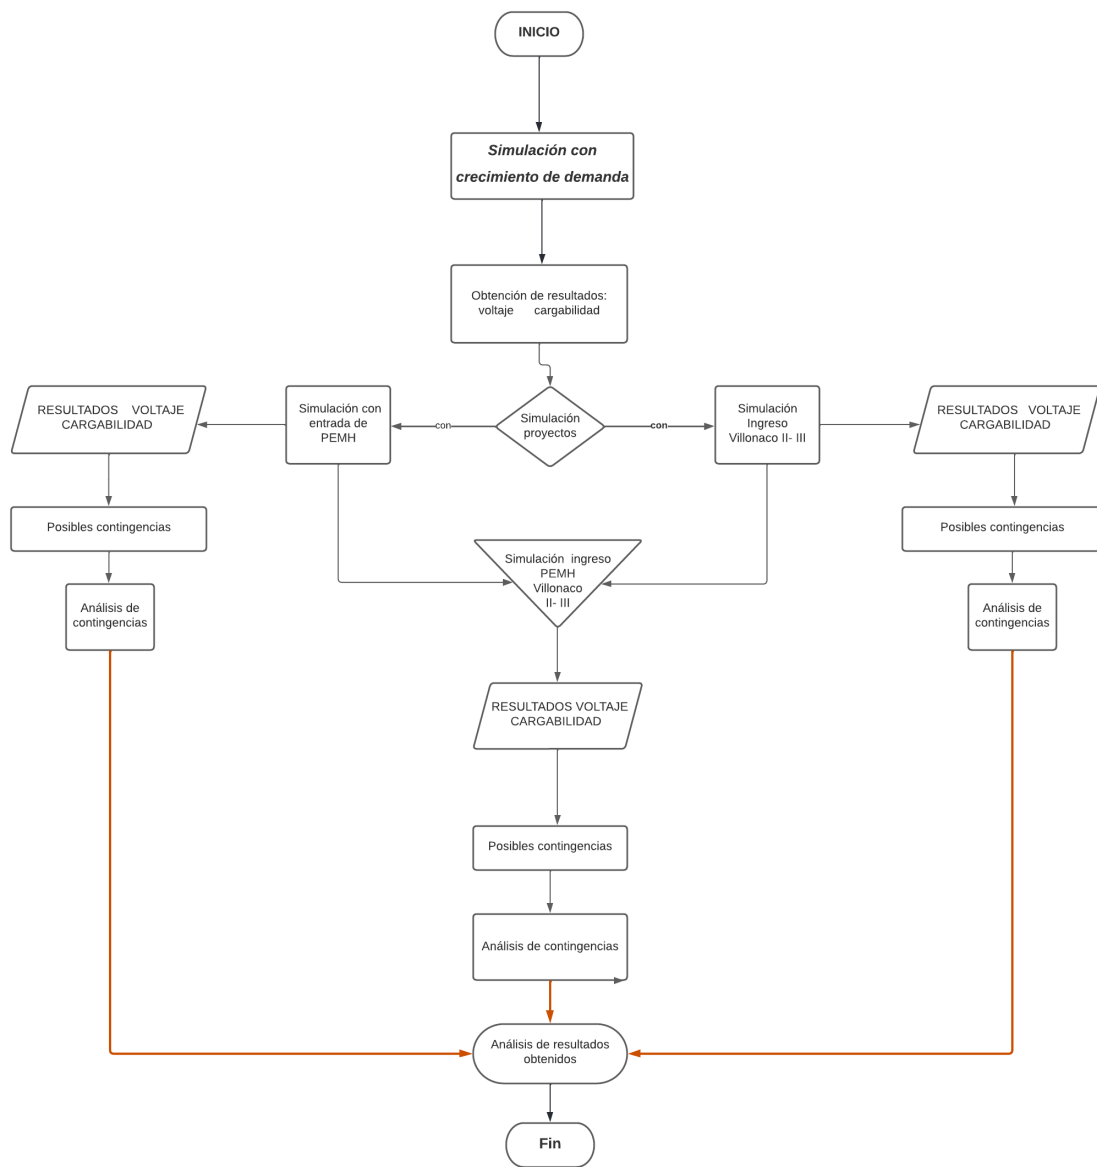 INICIO
Simulación con
crecimiento de demanda
Obtención de resultados:
voltaje cargabilidad
RESULTADOS VOLTAJE
CARGABILIDAD
Simulación con
entrada de
PEMH
con
Simulación
proyectos
con
Simulación
Ingreso
Villonaco II- III
RESULTADOS VOLTAJE
CARGABILIDAD
Posibles contingencias
Posibles contingencias
Simulación ingreso
PEMH
Villonaco
II- III
Análisis de
contingencias
Análisis de
contingencias
RESULTADOS VOLTAJE
CARGABILIDAD
Posibles contingencias
Análisis de contingencias
Análisis de resultados
obtenidos
Fin